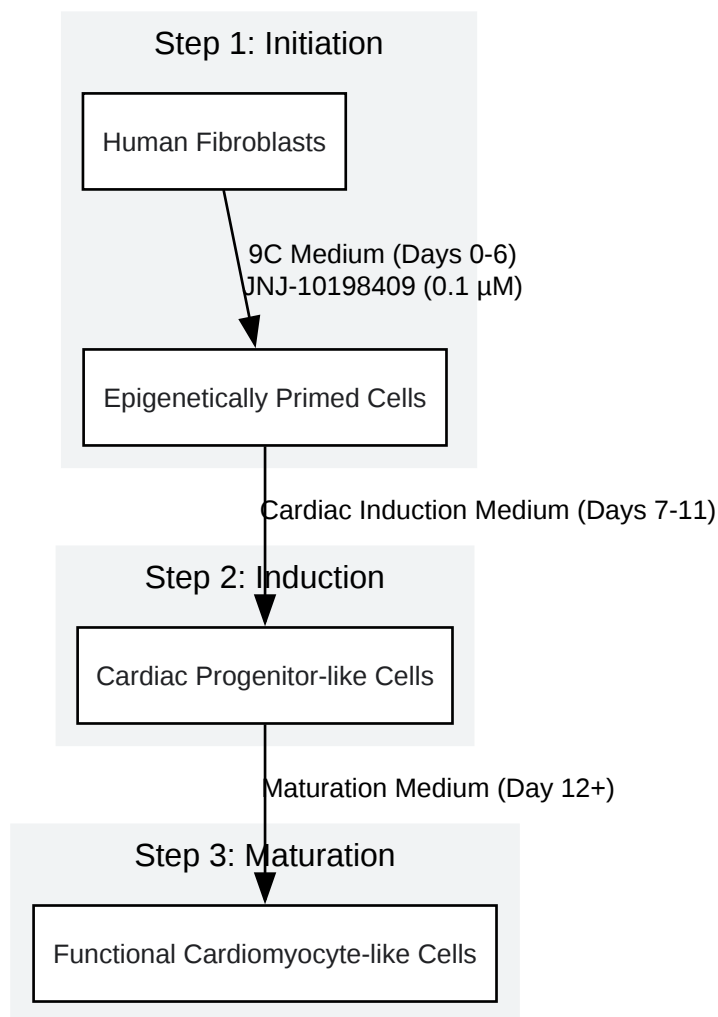 Step 1: Initiation
Human Fibroblasts
9C Medium (Days 0-6)
JNJ-10198409 (0.1 µM)
Epigenetically Primed Cells
Cardiac Induction Medium (Days 7-11)
Step 2: Induction
Cardiac Progenitor-like Cells
Maturation Medium (Day 12+)
Step 3: Maturation
Functional Cardiomyocyte-like Cells